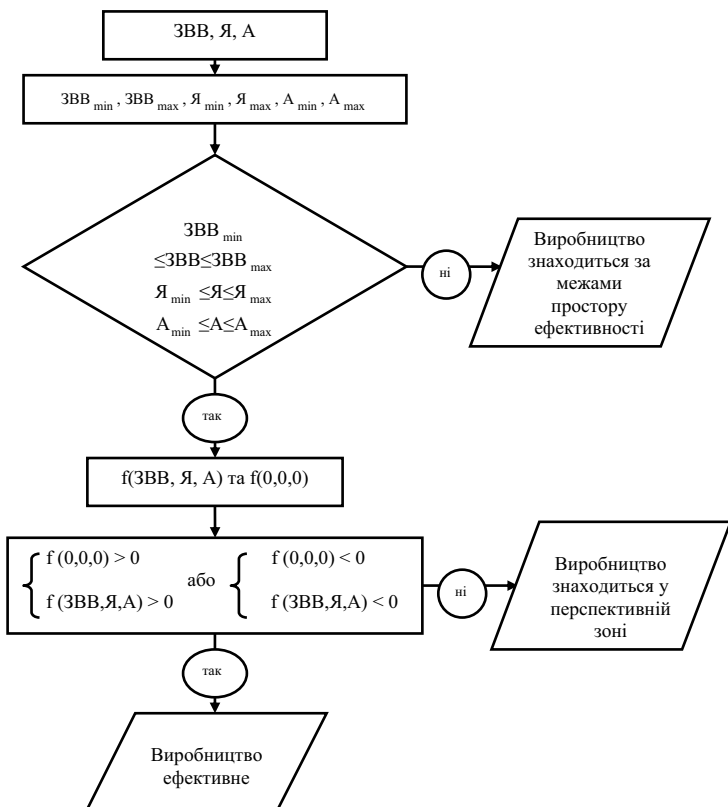 ЗВВ, Я, А
ЗВВ min , ЗВВ max , Я min , Я max , А min , А max
ЗВВ min
≤ЗВВ≤ЗВВ max
Я min ≤Я≤Я max
А min ≤А≤А max
ні
Виробництво
знаходиться за
межами
простору
ефективності
так
f(ЗВВ, Я, А) та f(0,0,0)
f (0,0,0) > 0
f (ЗВВ,Я,А) > 0
або
f (0,0,0) < 0
f (ЗВВ,Я,А) < 0
ні
Виробництво
знаходиться у
перспективній
зоні
так
Виробництво
ефективне